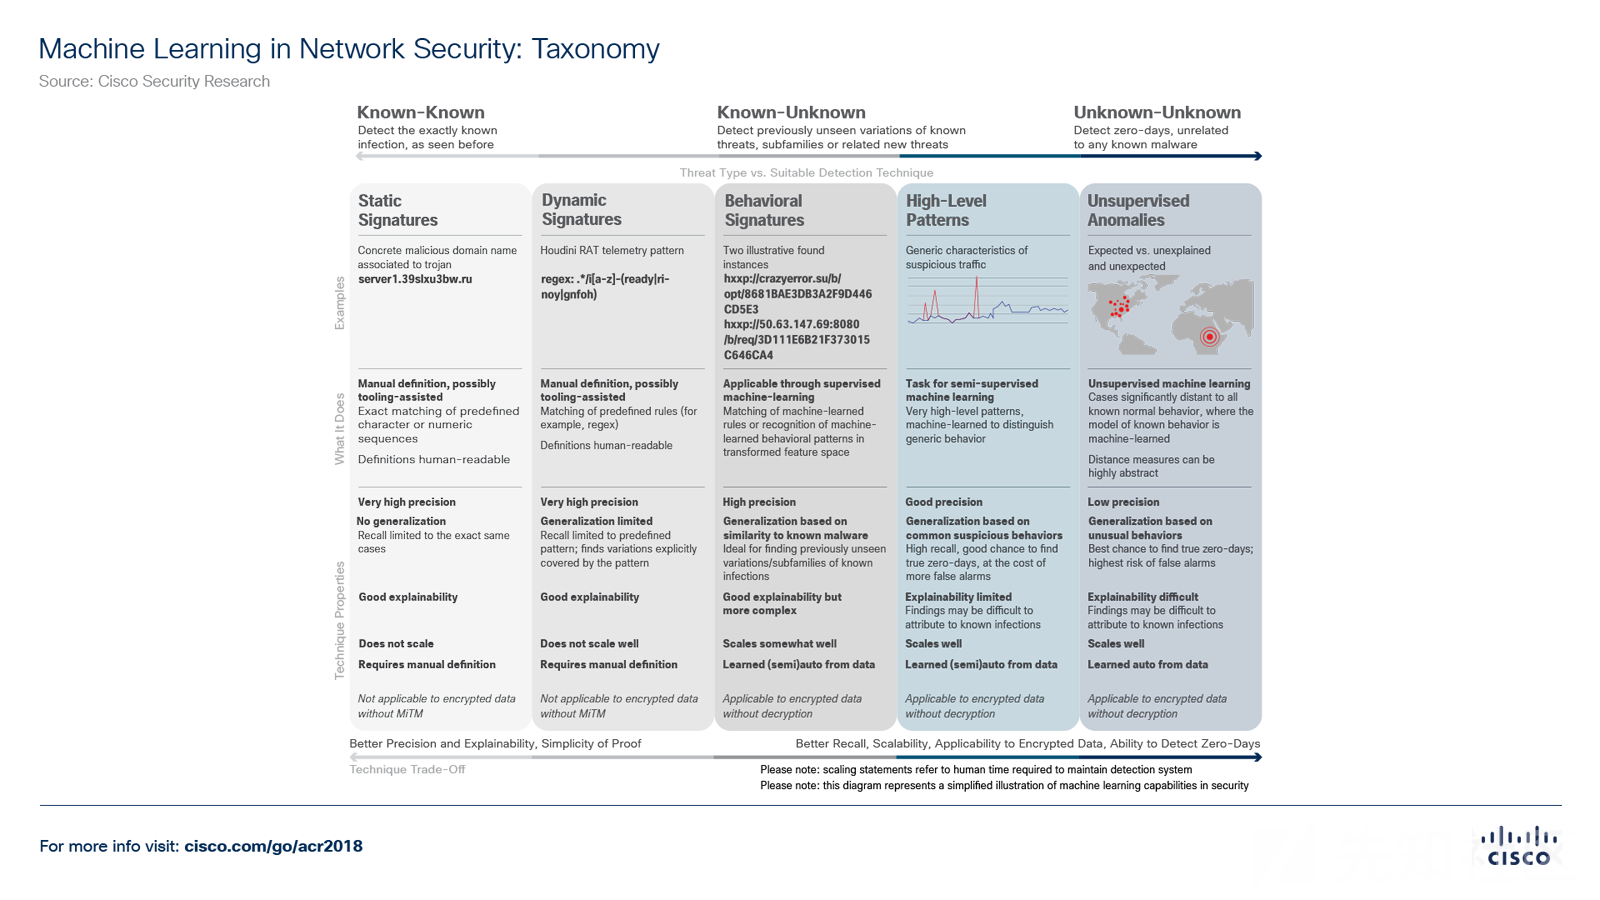 Machine Learning in Network Security: Taxonomy
Source: Cisco Security Research
Known-Known
Detect the exactly known
infection, as seen before
Known-Unknown
Detect previously unseen variations of known
threats, subfamilies or related new threats
Unknown-Unknown
Detect zero-days, unrelated
to any known malware
Threat Type vs. Suitable Detection Technique
Static
Signatures
Dynamic
Signatures
Behavioral
Signatures
High-Level
Patterns
Unsupervised
Anomalies
Examples
Concrete malicious domain name
associated to trojan
server1.39slxu3bw.ru
Houdini RAT telemetry pattern
regex: .*/i[a-z]-(ready|ri-
noy|gnfoh)
Two illustrative found
instances
hxxp://crazyerror.su/b/
opt/8681BAE3DB3A2F9D446
CD5E3
hxxp://50.63.147.69:8080
/b/req/3D111E6B21F373015
C646CA4
Generic characteristics of
suspicious traffic
Expected vs. unexplained
and unexpected
What It Does
Manual definition, possibly
tooling-assisted
Exact matching of predefined
character or numeric
sequences
Definitions human-readable
Manual definition, possibly
tooling-assisted
Matching of predefined rules (for
example, regex)
Definitions human-readable
Applicable through supervised
machine-learning
Matching of machine-learned
rules or recognition of machine-
learned behavioral patterns in
transformed feature space
Task for semi-supervised
machine learning
Very high-level patterns,
machine-learned to distinguish
generic behavior
Unsupervised machine learning
Cases significantly distant to all
known normal behavior, where the
model of known behavior is
machine-learned
Distance measures can be
highly abstract
Technique Properties
Very high precision
No generalization
Recall limited to the exact same
cases
Good explainability
Does not scale
Requires manual definition
Not applicable to encrypted data
without MiTM
Very high precision
Generalization limited
Recall limited to predefined
pattern; finds variations explicitly
covered by the pattern
Good explainability
Does not scale well
Requires manual definition
Not applicable to encrypted data
without MiTM
High precision
Generalization based on
similarity to known malware
Ideal for finding previously unseen
variations/subfamilies of known
infections
Good explainability but
more complex
Scales somewhat well
Learned (semi)auto from data
Applicable to encrypted data
without decryption
Good precision
Generalization based on
common suspicious behaviors
High recall, good chance to find
true zero-days, at the cost of
more false alarms
Explainability limited
Findings may be difficult to
attribute to known infections
Scales well
Learned (semi)auto from data
Applicable to encrypted data
without decryption
Low precision
Generalization based on
unusual behaviors
Best chance to find true zero-days;
highest risk of false alarms
Explainability difficult
Findings may be difficult to
attribute to known infections
Scales well
Learned auto from data
Applicable to encrypted data
without decryption
Better Precision and Explainability, Simplicity of Proof
Better Recall, Scalability, Applicability to Encrypted Data, Ability to Detect Zero-Days
Technique Trade-Off
Please note: scaling statements refer to human time required to maintain detection system
Please note: this diagram represents a simplified illustration of machine learning capabilities in security
For more info visit: cisco.com/go/acr2018
CISCO